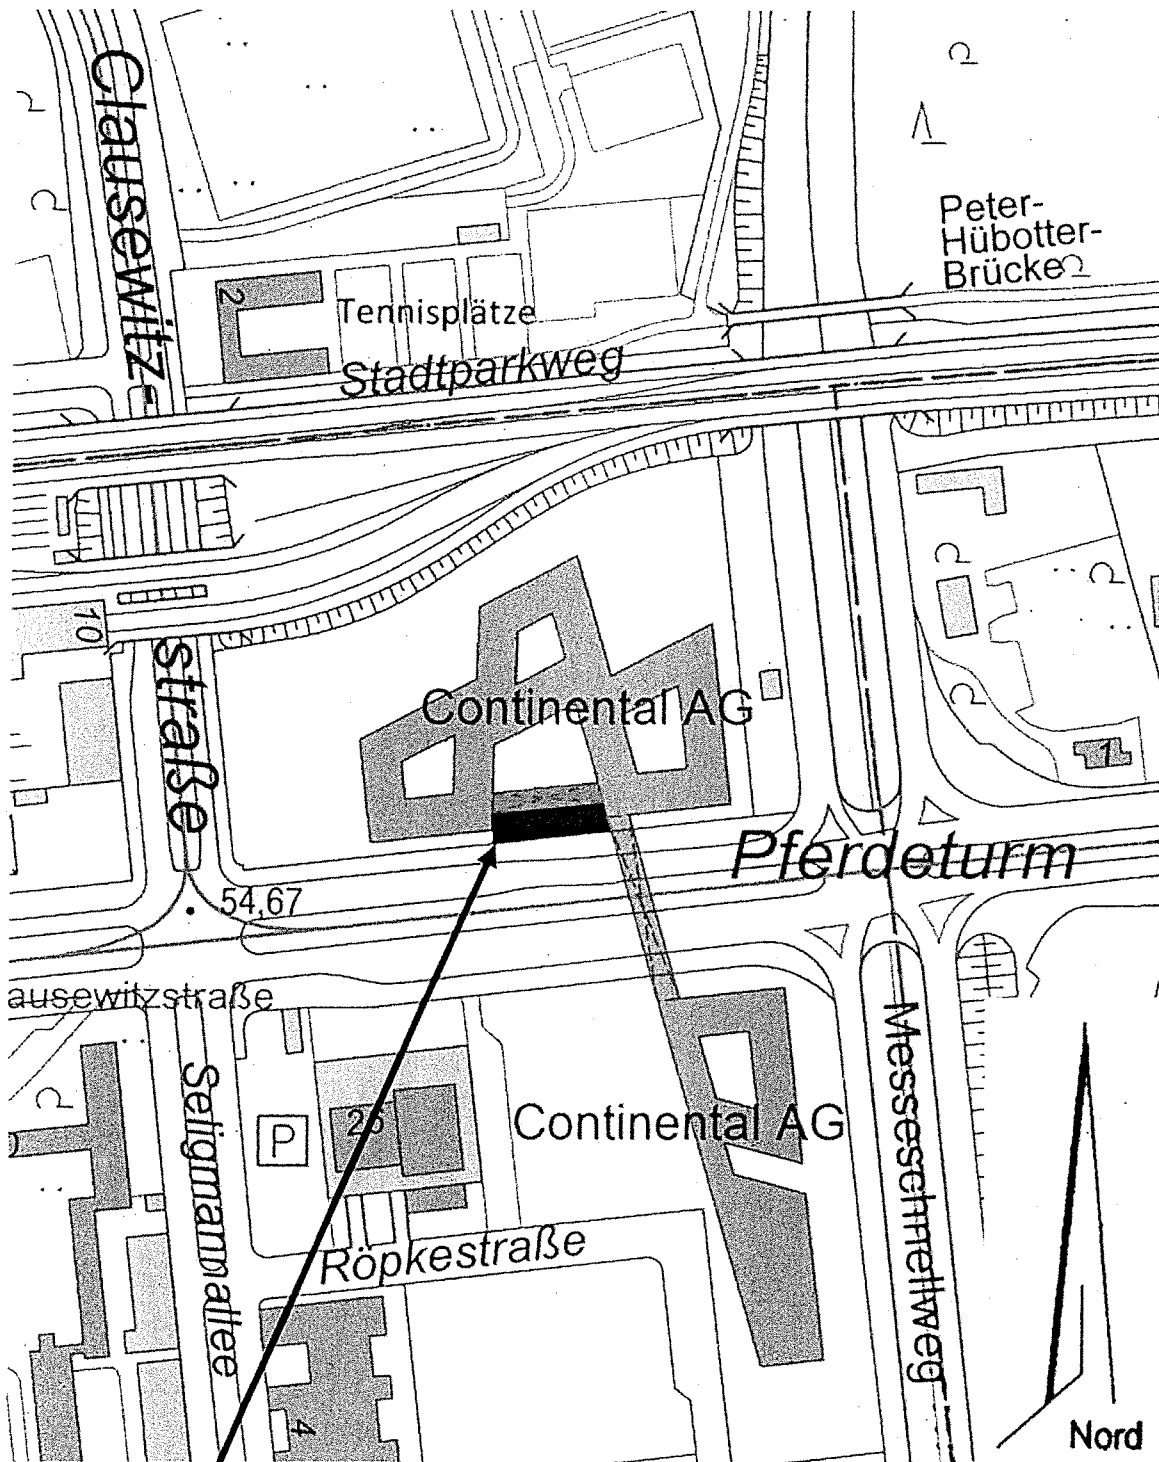 Clausewitz-
Peter-
Hübotter-
Brücke
2
Tennisplätze
Stadtparkweg
10
straße
Continental AG
1
Pferdeturm
54,67
ausewitzstraße
Seligmannallee
P
26
Continental AG
Messeschnellweg
Röpkestraße
4
Nord